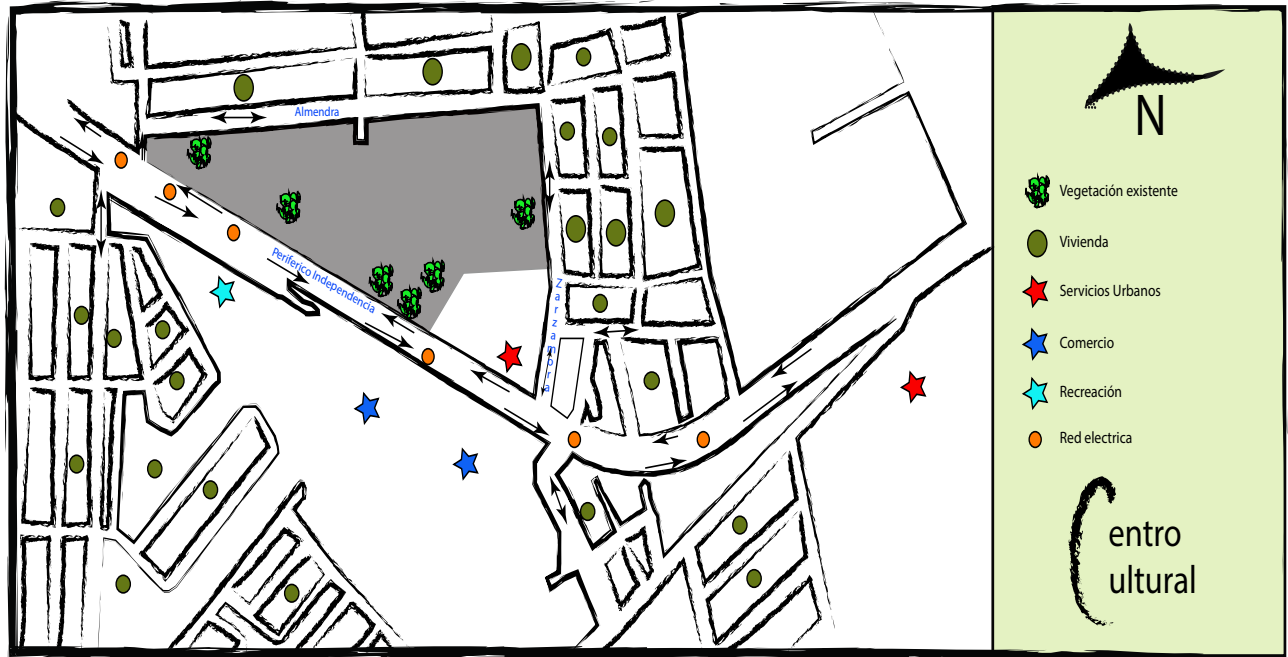 Almendra
Periferico Independencia
Zarzamora
N
Vegetación existente
Vivienda
Servicios Urbanos
Comercio
Recreación
Red electrica
Centro
Cultural